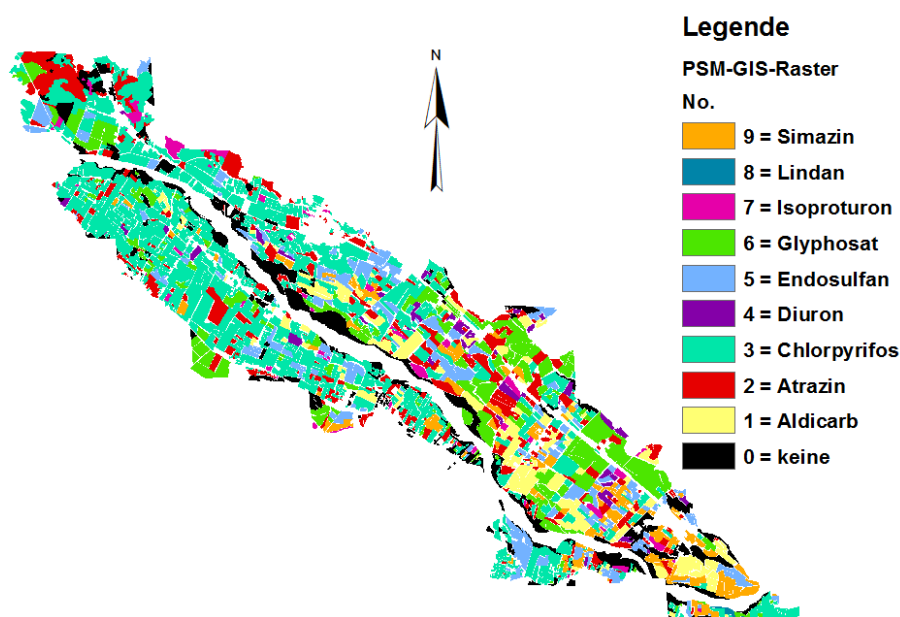 Legende
PSM-GIS-Raster
No.
N
9 = Simazin
8 = Lindan
7 = Isoproturon
6 = Glyphosat
5 = Endosulfan
4 = Diuron
3 = Chlorpyrifos
2 = Atrazin
1 = Aldicarb
0 = keine